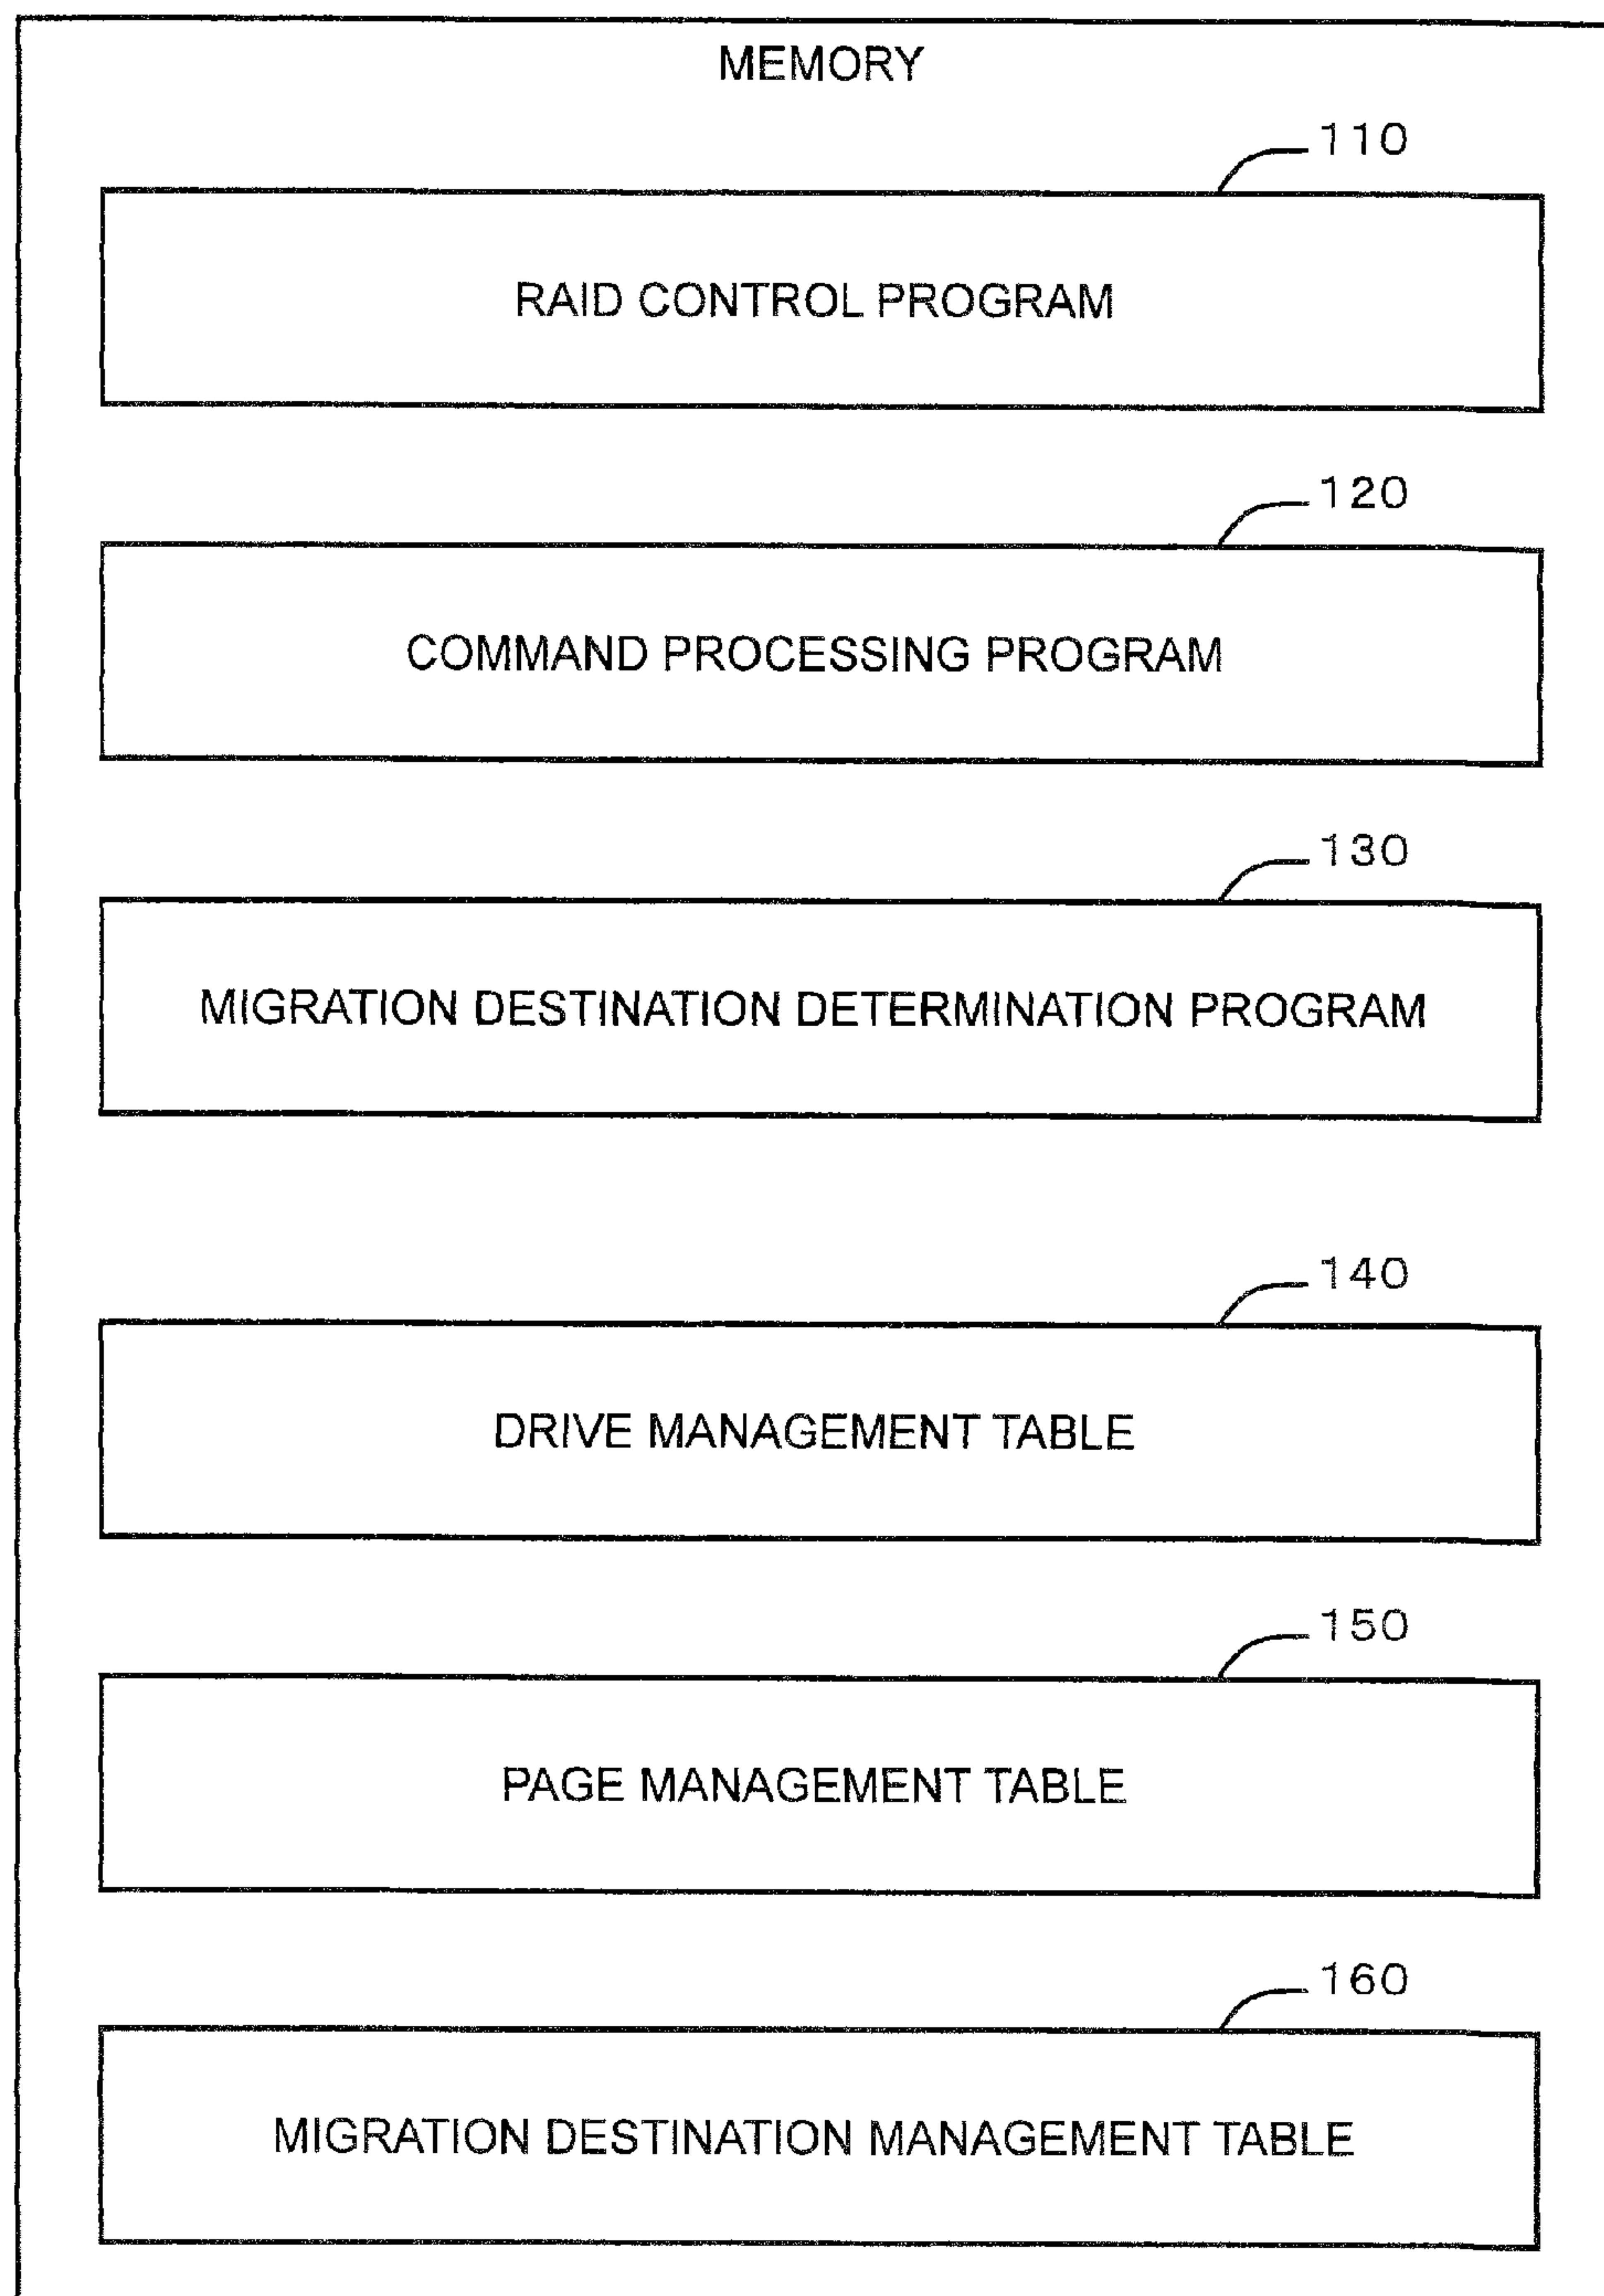 MEMORY
110
RAID CONTROL PROGRAM
120
COMMAND PROCESSING PROGRAM
130
MIGRATION DESTINATION DETERMINATION PROGRAM
140
DRIVE MANAGEMENT TABLE
150
PAGE MANAGEMENT TABLE
160
MIGRATION DESTINATION MANAGEMENT TABLE